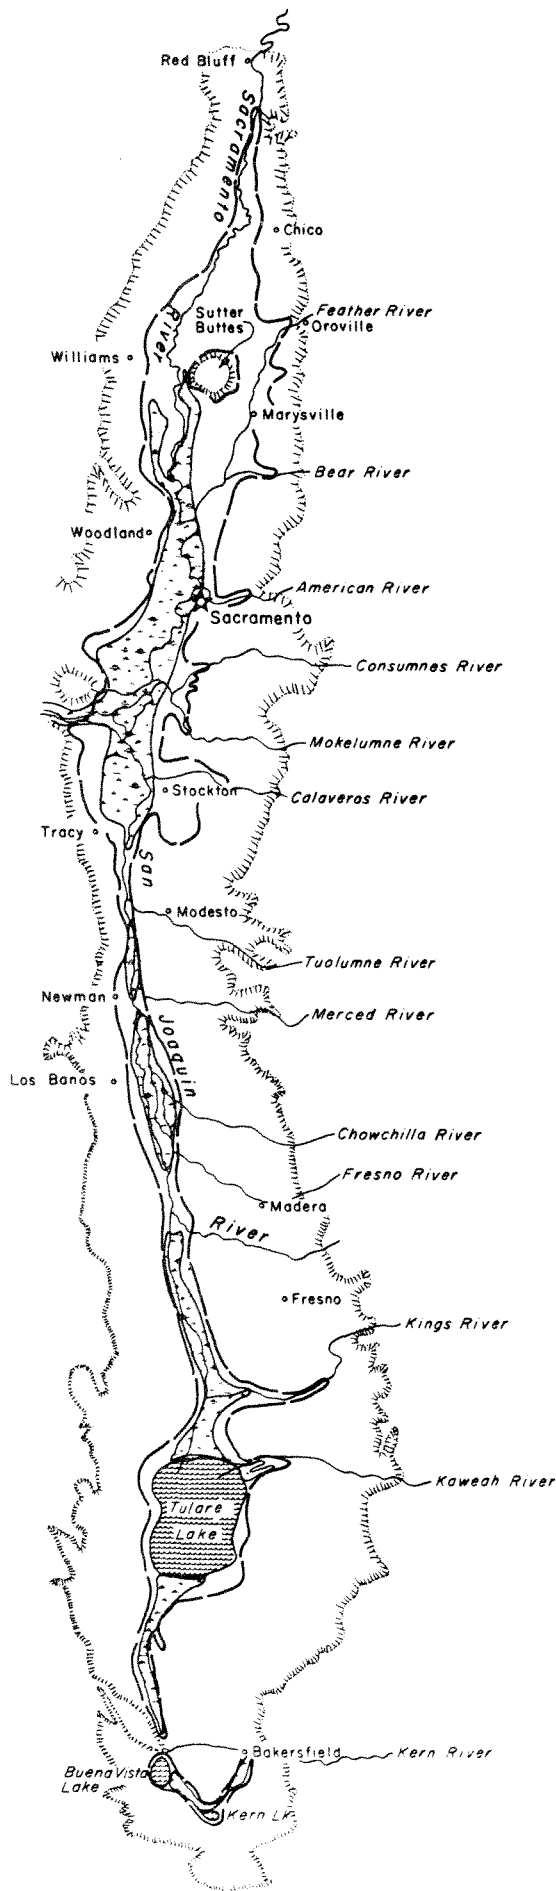 Red Bluff
Sacramento
Chico
Feather River
Oroville
Sutter
Buttes
River
Williams
Marysville
Bear River
Woodland
American River
Sacramento
Consumnes River
Mokelumne River
Stockton
Calaveras River
Tracy
San
Modesto
Tuolumne River
Newman
Merced River
Joaquin
Los Banos
Chowchilla River
Fresno River
Madera
River
Fresno
Kings River
Kaweah River
Tulare
Lake
Bakersfield
Kern River
Buena Vista
Lake
Kern Lk.